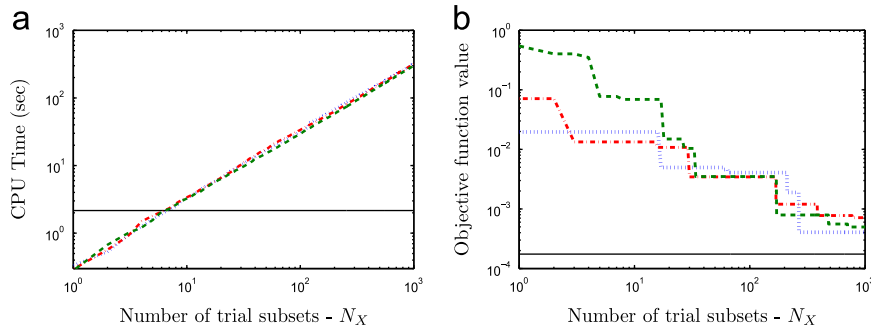 a
CPU Time (sec)
10^3
10^2
10^1
10^0
10^0 10^1 10^2 10^3
Number of trial subsets - N_X
b
Objective function value
10^0
10^-1
10^-2
10^-3
10^-4
10^0 10^1 10^2 10^3
Number of trial subsets - N_X